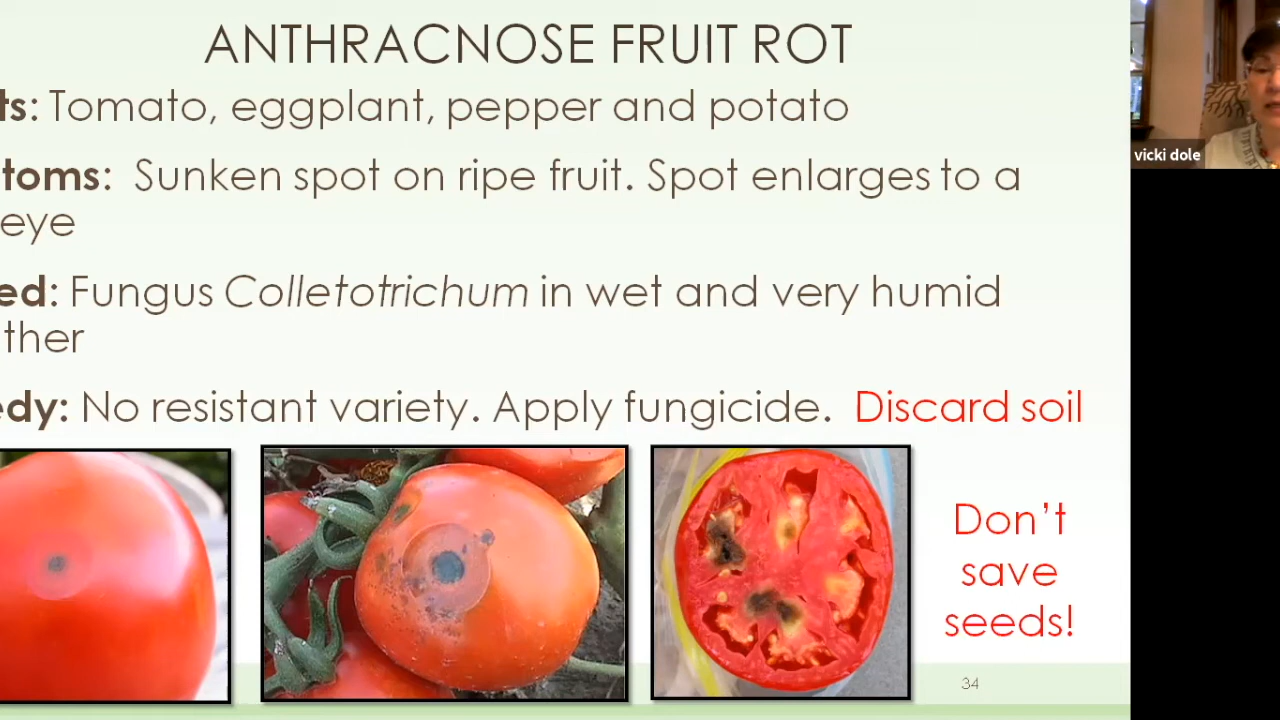 ANTHRACNOSE FRUIT ROT
ts: Tomato, eggplant, pepper and potato
toms: Sunken spot on ripe fruit. Spot enlarges to a
eye
ed: Fungus Colletotrichum in wet and very humid
ther
edy: No resistant variety. Apply fungicide. Discard soil
Don't
save
seeds!
34
vicki dole